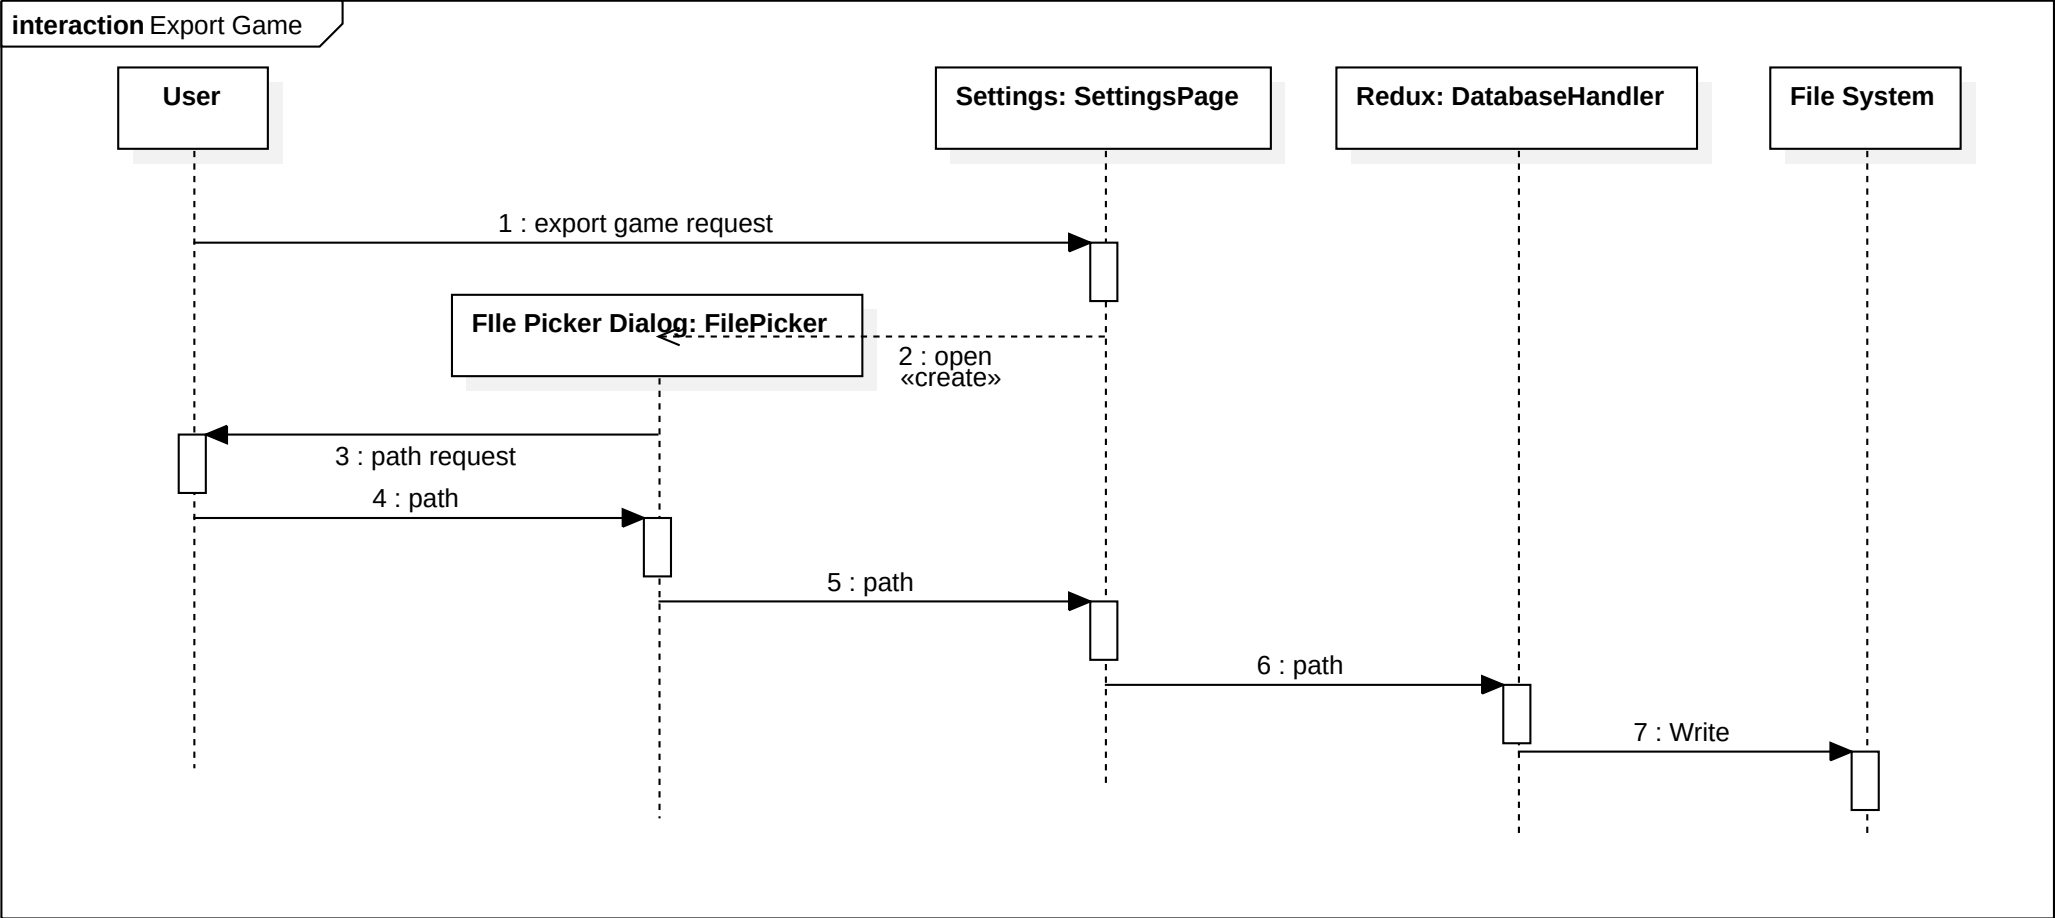 interaction Export Game
User
Settings: SettingsPage
Redux: DatabaseHandler
File System
1 : export game request
FIle Picker Dialog: FilePicker
2 : open
«create»
3 : path request
4 : path
5 : path
6 : path
7 : Write